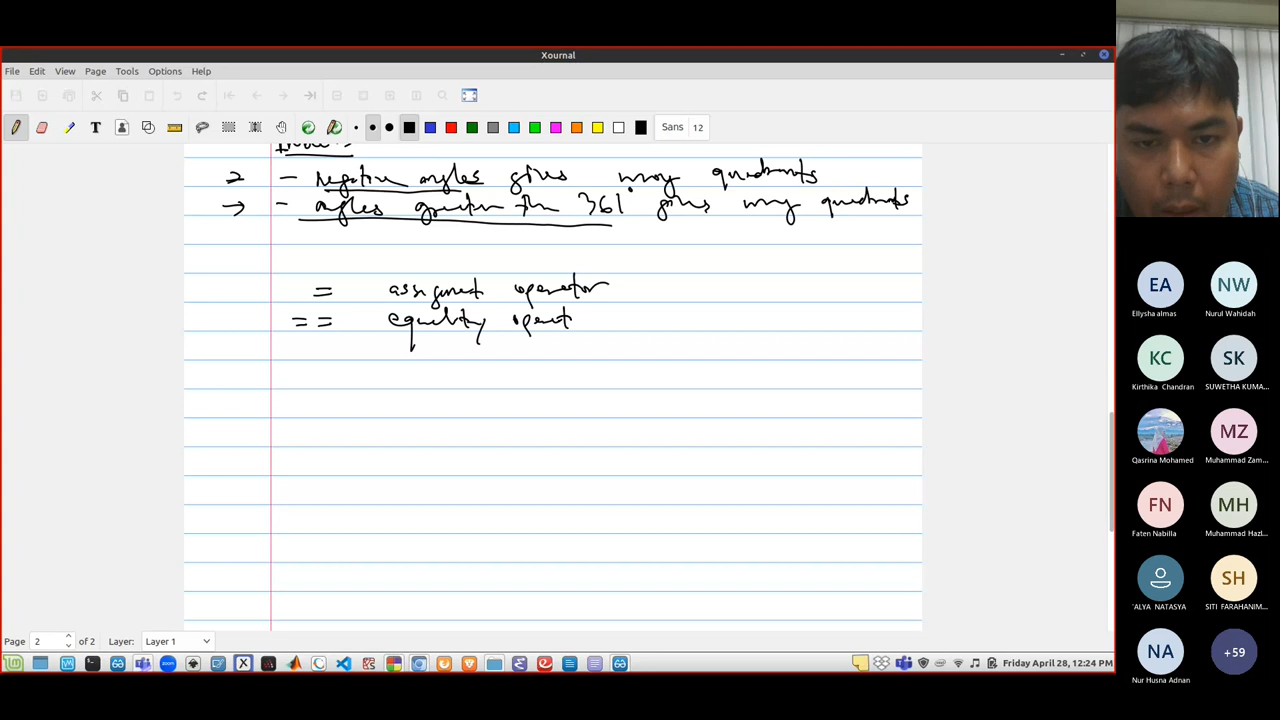 Xournal
File Edit View Page Tools Options Help
Sans 12
→ - negative angles gives wrong quadrants
→ - angles greater than 361 gives wrong quadrants
= assigment operator
== equality operat
Page 2 of 2 Layer: Layer 1
Friday April 28, 12:24 PM
EA NW
Ellysha almas Nurul Wahidah
KC SK
Kirthika Chandran SUWETHA KUMA...
MZ
Qasrina Mohamed Muhammad Zam...
FN MH
Faten Nabilla Muhammad Hazi...
SH
'ALYA NATASYA SITI FARAHANIM...
NA +59
Nur Husna Adnan